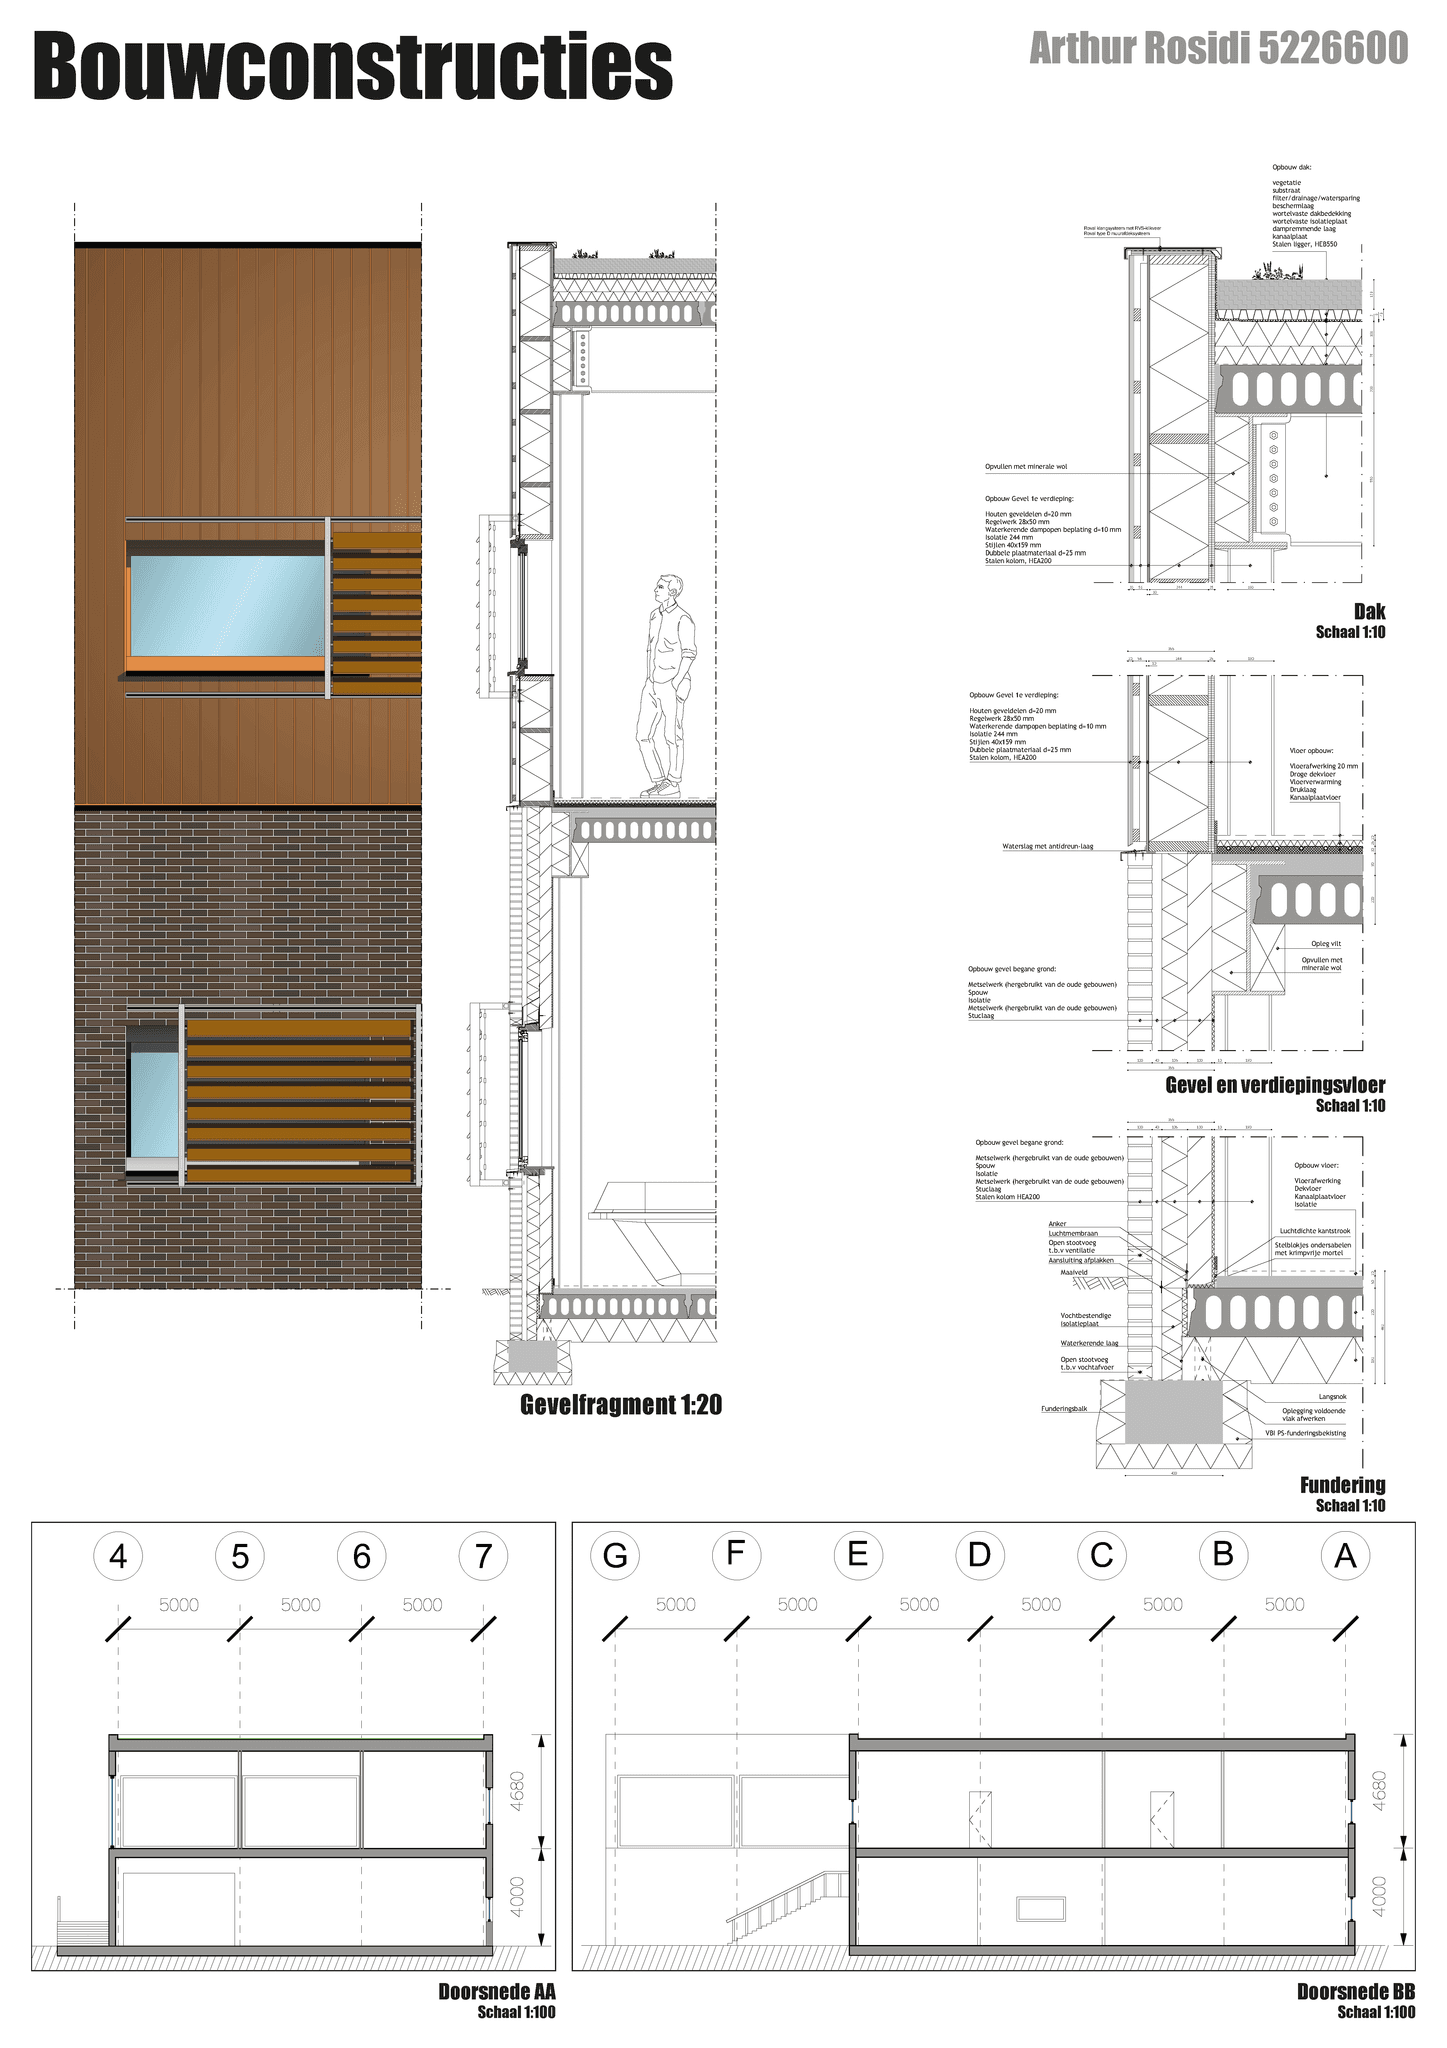 Bouwconstructies
Arthur Rosidi 5226600
Opbouw dak:
vegetatie
substraat
filter/drainage/watersparing
beschermlaag
wortelvaste dakbedekking
wortelvaste isolatieplaat
dampremmende laag
kanaalplaat
Stalen ligger, HEB550
Opvullen met minerale wol
Opbouw Gevel 1e verdieping:
Houten geveldelen d=20 mm
Regelwerk 28x50 mm
Waterkerende dampopen beplating d=10 mm
Isolatie 244 mm
Stijlen 40x159 mm
Dubbele plaatmateriaal d=25 mm
Stalen kolom, HEA200
Dak
Schaal 1:10
Opbouw Gevel 1e verdieping:
Houten geveldelen d=20 mm
Regelwerk 28x50 mm
Waterkerende dampopen beplating d=10 mm
Isolatie 244 mm
Stijlen 40x159 mm
Dubbele plaatmateriaal d=25 mm
Stalen kolom, HEA200
Vloer opbouw:
Vloerafwerking 20 mm
Droge dekvloer
Vloerverwarming
Druklaag
Kanaalplaatvloer
Waterslag met antidreun-laag
Opleg vilt
Opvullen met
minerale wol
Opbouw gevel begane grond:
Metselwerk (hergebruikt van de oude gebouwen)
Spouw
Isolatie
Metselwerk (hergebruikt van de oude gebouwen)
Stuclaag
Gevel en verdiepingsvloer
Schaal 1:10
Opbouw gevel begane grond:
Metselwerk (hergebruikt van de oude gebouwen)
Spouw
Isolatie
Metselwerk (hergebruikt van de oude gebouwen)
Stuclaag
Stalen kolom HEA200
Opbouw vloer:
Vloerafwerking
Dekvloer
Kanaalplaatvloer
Isolatie
Anker
Luchtmembraan
Open stootvoeg
t.b.v ventilatie
Aansluiting afplakken
Maaiveld
Luchtdichte kantstrook
Stelblokjes ondersabelen
met krimpvrije mortel
Vochtbestendige
isolatieplaat
Waterkerende laag
Open stootvoeg
t.b.v vochtafvoer
Funderingsbalk
Langsnok
Oplegging voldoende
vlak afwerken
VBI PS-funderingsbekisting
Fundering
Schaal 1:10
Gevelfragment 1:20
4 5 6 7
5000 5000 5000
4680
4000
Doorsnede AA
Schaal 1:100
G F E D C B A
5000 5000 5000 5000 5000 5000
4680
4000
Doorsnede BB
Schaal 1:100